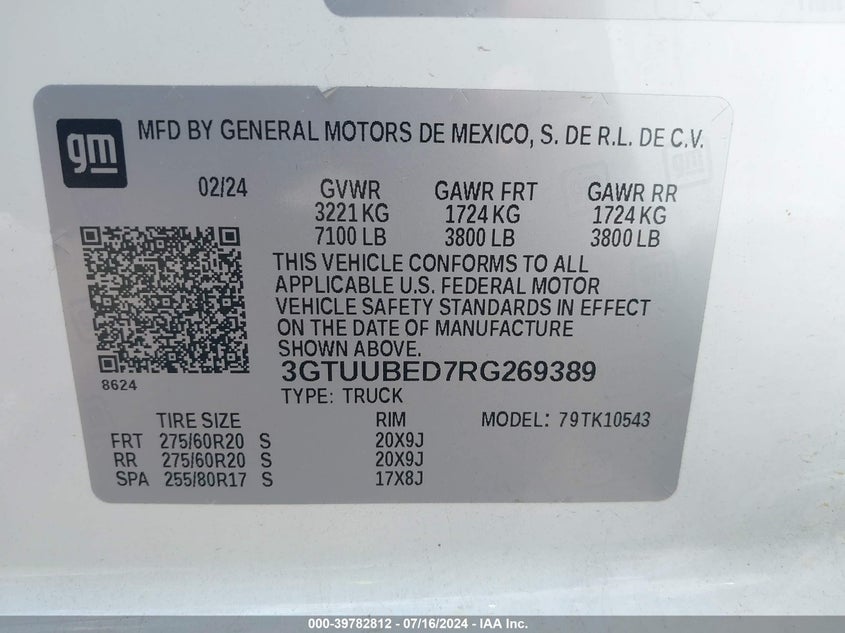 gm
MFD BY GENERAL MOTORS DE MEXICO, S. DE R.L. DE C.V.
02/24 GVWR GAWR FRT GAWR RR
3221 KG 1724 KG 1724 KG
7100 LB 3800 LB 3800 LB
THIS VEHICLE CONFORMS TO ALL
APPLICABLE U.S. FEDERAL MOTOR
VEHICLE SAFETY STANDARDS IN EFFECT
ON THE DATE OF MANUFACTURE
SHOWN ABOVE.
8624
3GTUUBED7RG269389
TYPE: TRUCK
TIRE SIZE RIM MODEL: 79TK10543
FRT 275/60R20 S 20X9J
RR 275/60R20 S 20X9J
SPA 255/80R17 S 17X8J
000-39782812 - 07/16/2024 - IAA Inc.